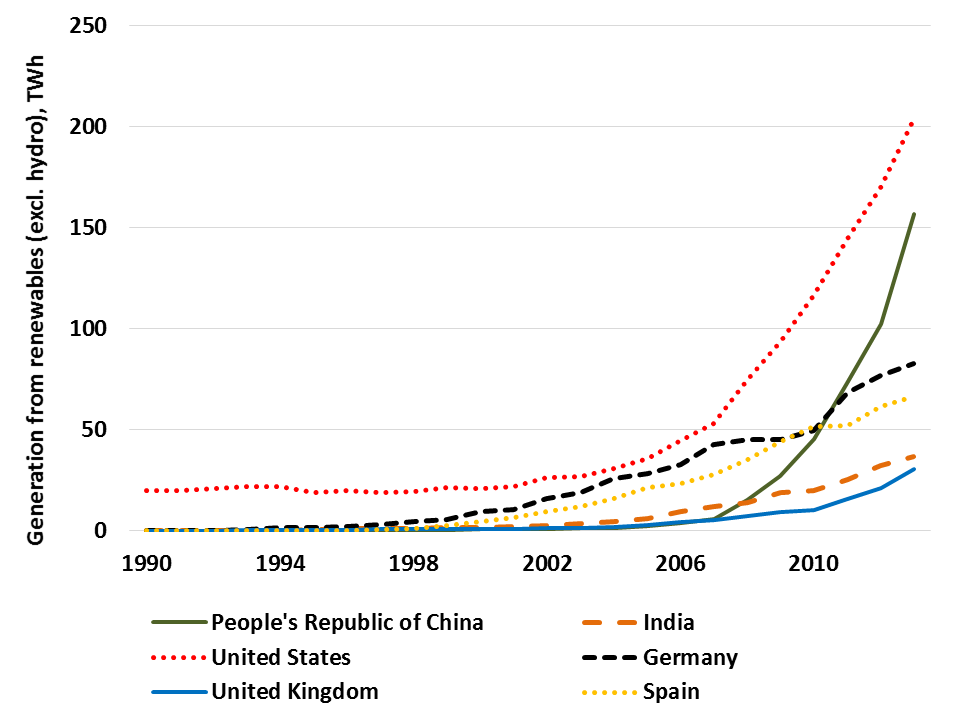 Generation from renewables (excl. hydro), TWh
250
200
150
100
50
0
1990 1994 1998 2002 2006 2010
People's Republic of China India
United States Germany
United Kingdom Spain